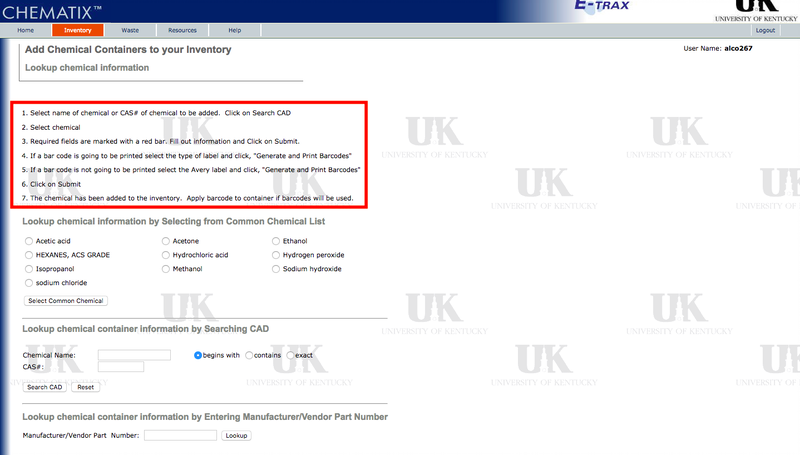 CHEMATIX™
E-TRAX
UK
UNIVERSITY OF KENTUCKY
Home Inventory Waste Resources Help Logout
Add Chemical Containers to your Inventory
User Name: alco267
Lookup chemical information
1. Select name of chemical or CAS# of chemical to be added. Click on Search CAD
2. Select chemical
3. Required fields are marked with a red bar. Fill out information and Click on Submit.
4. If a bar code is going to be printed select the type of label and click, "Generate and Print Barcodes"
5. If a bar code is not going to be printed select the Avery label and click, "Generate and Print Barcodes"
6. Click on Submit
7. The chemical has been added to the inventory. Apply barcode to container if barcodes will be used.
Lookup chemical information by Selecting from Common Chemical List
Acetic acid Acetone Ethanol
HEXANES, ACS GRADE Hydrochloric acid Hydrogen peroxide
Isopropanol Methanol Sodium hydroxide
sodium chloride
Select Common Chemical
Lookup chemical container information by Searching CAD
Chemical Name: begins with contains exact
CAS#:
Search CAD Reset
Lookup chemical container information by Entering Manufacturer/Vendor Part Number
Manufacturer/Vendor Part Number: Lookup